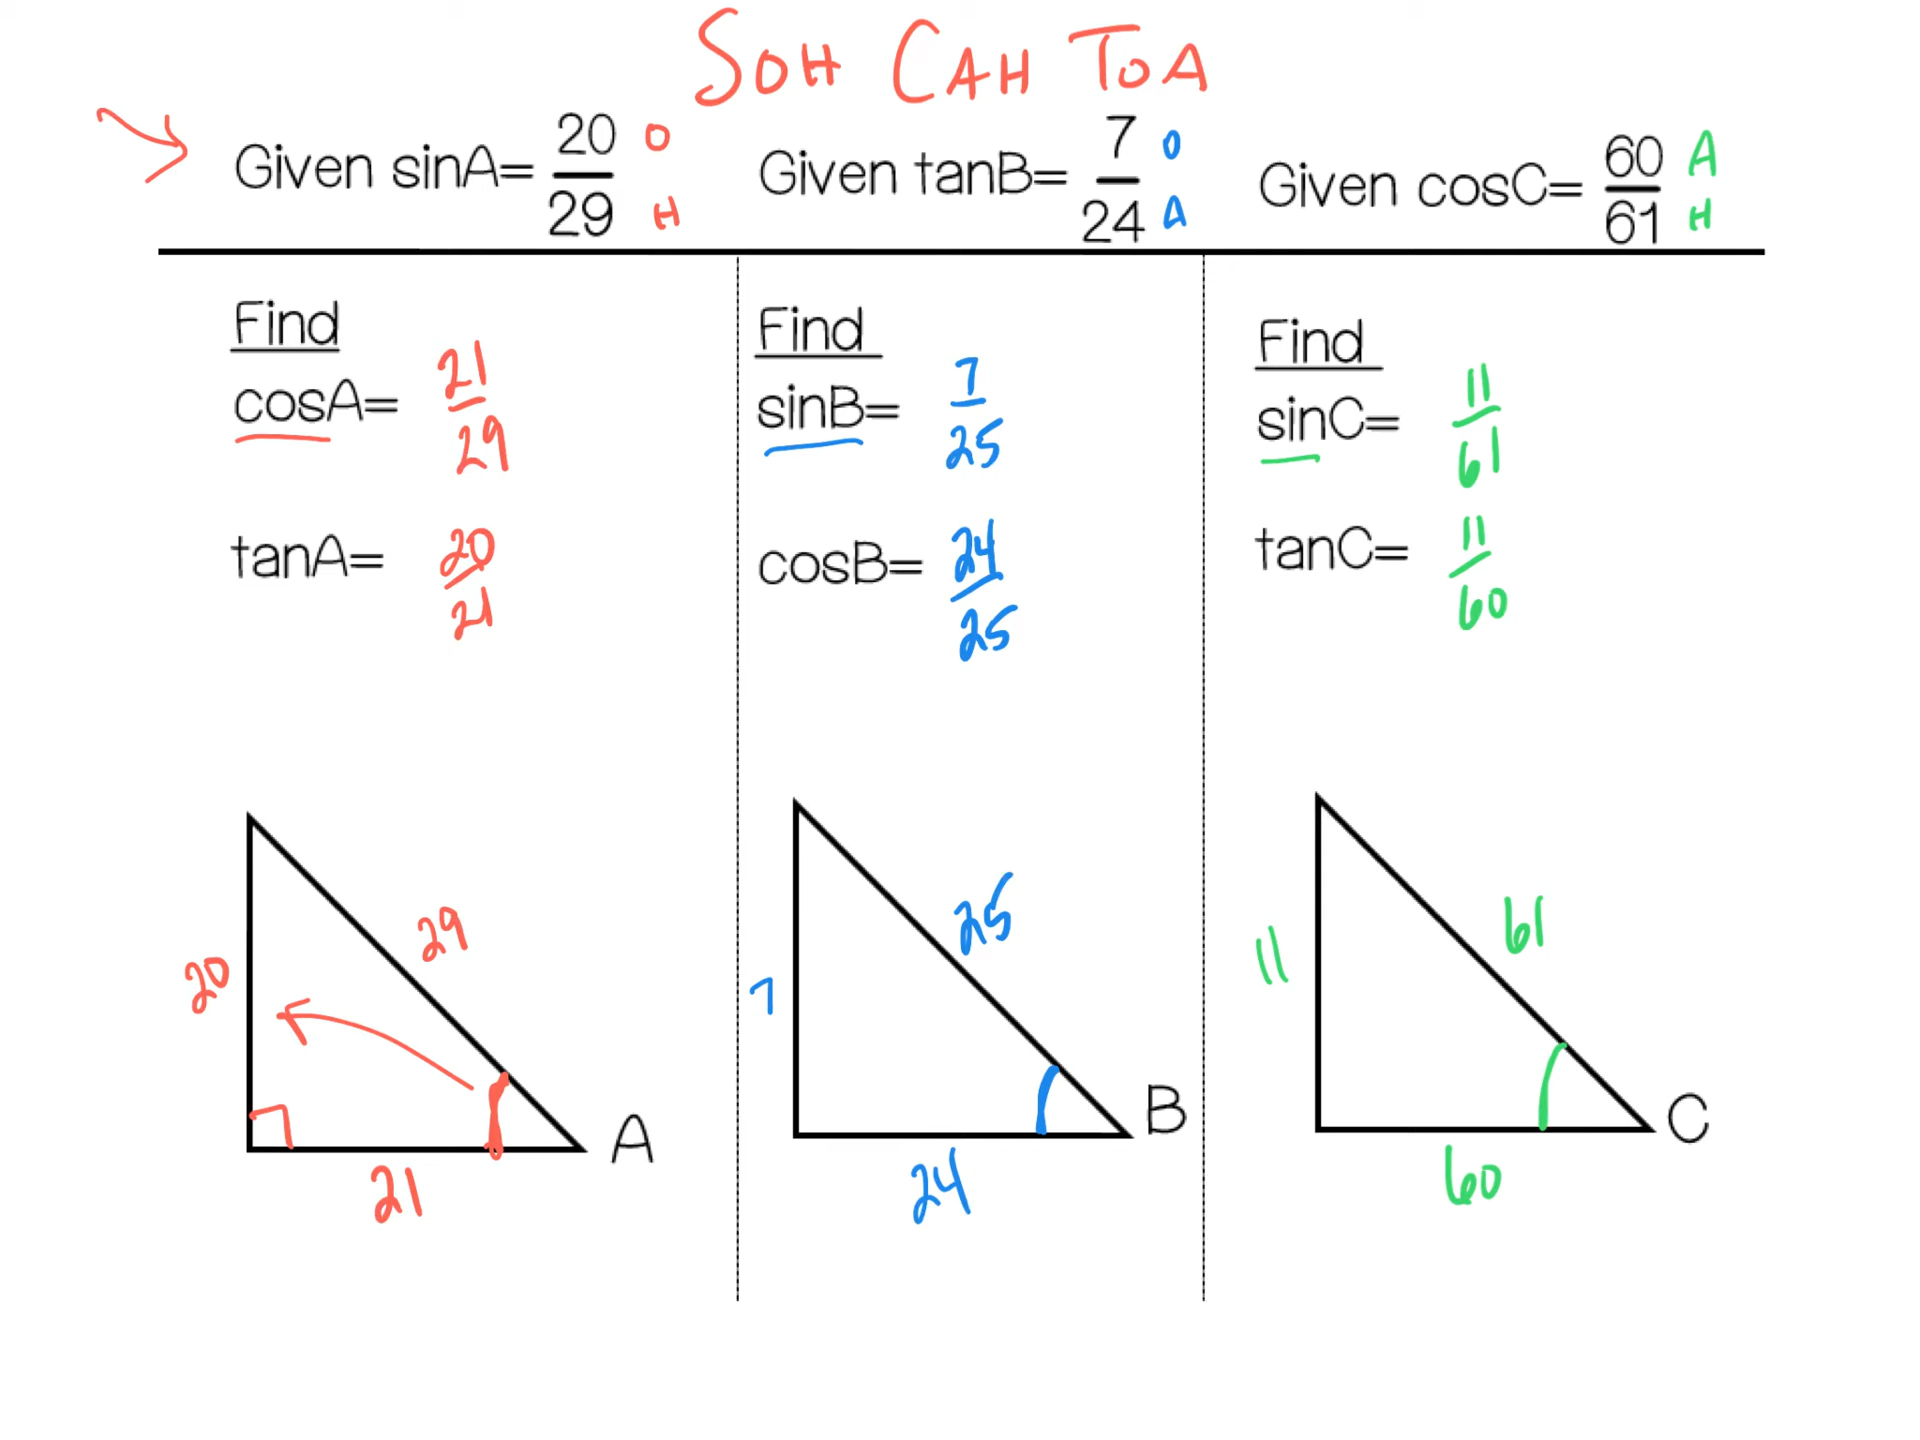 SOH CAH TOA
Given sinA= 20/29 O H
Given tanB= 7/24 O A
Given cosC= 60/61 A H
Find
cosA= 21/29
tanA= 20/21
Find
sinB= 7/25
cosB= 24/25
Find
sinC= 11/61
tanC= 11/60
20
29
21
A
7
25
24
B
11
61
60
C